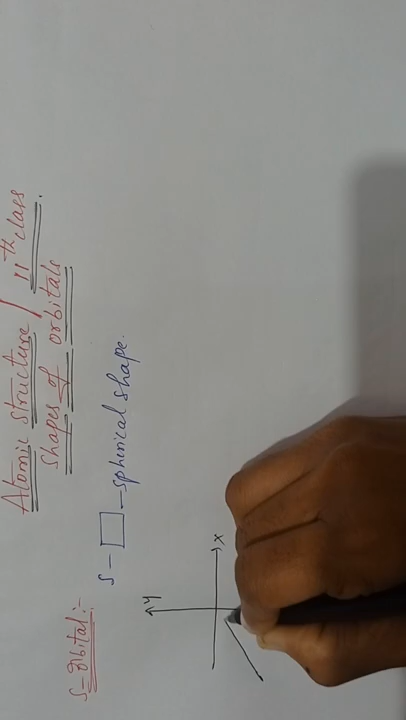 Atomic structure / 11th class.
shapes of orbitals
S-orbital:-
S - □ - spherical shape.
Y
X